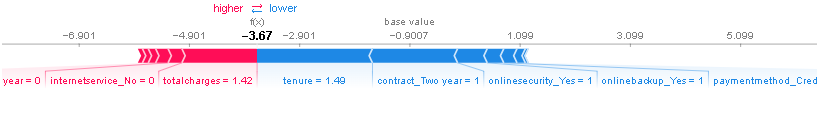 higher ⇄ lower
f(x) base value
−6.901 −4.901 −3.67 −2.901 −0.9007 1.099 3.099 5.099
year = 0 internetservice_No = 0 totalcharges = 1.42 tenure = 1.49 contract_Two year = 1 onlinesecurity_Yes = 1 onlinebackup_Yes = 1 paymentmethod_Cred